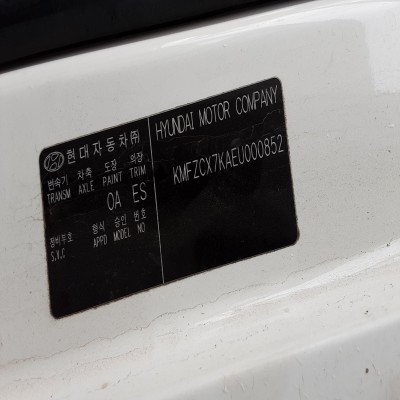 현대자동차㈜
HYUNDAI MOTOR COMPANY
변속기 차축 도장 의장
TRANSM AXLE PAINT TRIM
OA ES
KMFZCX7KAEU000852
정비부호 형식 승인 번호
S.V.C APPD MODEL NO